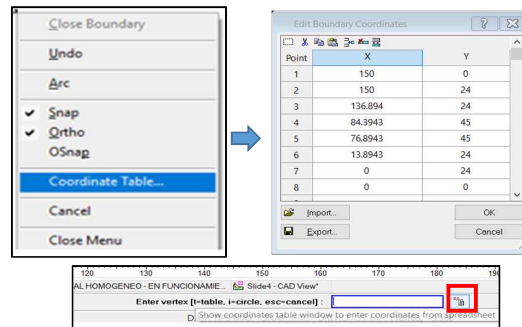 Close Boundary
Undo
Arc
Snap
Ortho
OSnap
Coordinate Table...
Cancel
Close Menu
Edit Boundary Coordinates
Point X Y
1 150 0
2 150 24
3 136.894 24
4 84.3943 45
5 76.8943 45
6 13.8943 24
7 0 24
8 0 0
Import... OK
Export... Cancel
120 130 140 150 160 170 180 190
AL HOMOGENEO - EN FUNCIONAMIE... Slide4 - CAD View*
Enter vertex [t=table, i=circle, esc=cancel] :
Show coordinates table window to enter coordinates from spreadsheet